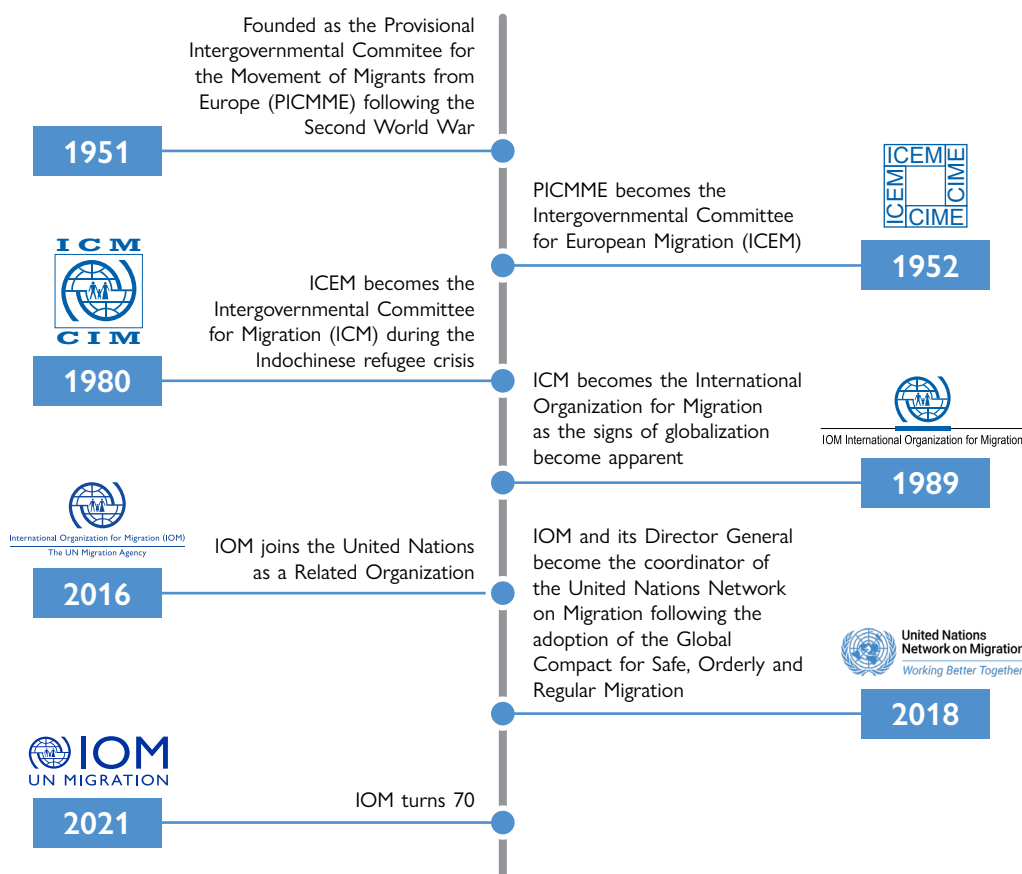 Founded as the Provisional
Intergovernmental Commitee for
the Movement of Migrants from
Europe (PICMME) following the
Second World War
1951
ICEM
CIME
ICEM
CIME
PICMME becomes the
Intergovernmental Committee
for European Migration (ICEM)
1952
ICM
CIM
ICEM becomes the
Intergovernmental Committee
for Migration (ICM) during the
Indochinese refugee crisis
1980
ICM becomes the International
Organization for Migration
as the signs of globalization
become apparent
IOM International Organization for Migration
1989
International Organization for Migration (IOM)
The UN Migration Agency
IOM joins the United Nations
as a Related Organization
2016
IOM and its Director General
become the coordinator of
the United Nations Network
on Migration following the
adoption of the Global
Compact for Safe, Orderly and
Regular Migration
United Nations
Network on Migration
Working Better Together
2018
IOM
UN MIGRATION
IOM turns 70
2021